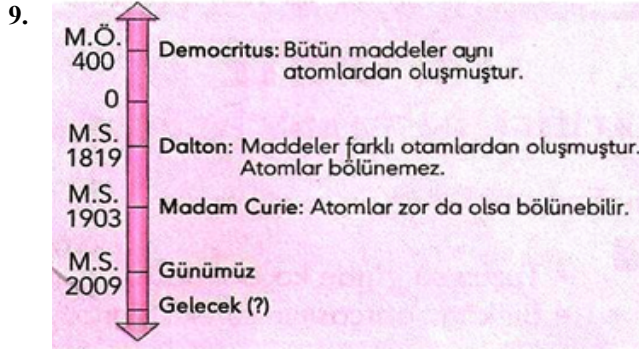 9.
M.Ö.
400
Democritus: Bütün maddeler aynı
atomlardan oluşmuştur.
0
M.S.
1819
Dalton: Maddeler farklı otamlardan oluşmuştur.
Atomlar bölünemez.
M.S.
1903
Madam Curie: Atomlar zor da olsa bölünebilir.
M.S.
2009
Günümüz
Gelecek (?)